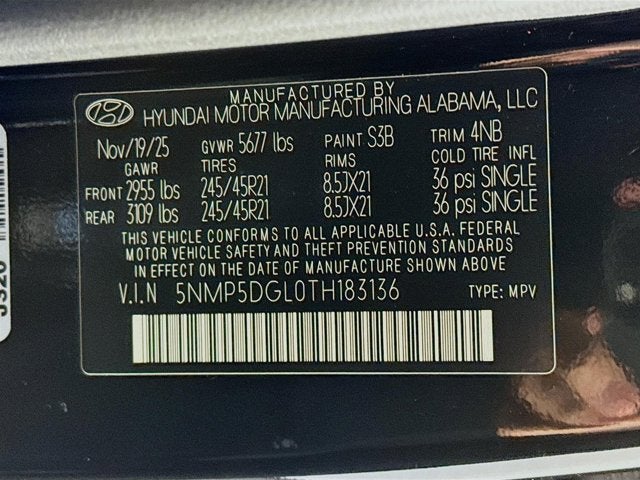 MANUFACTURED BY
HYUNDAI MOTOR MANUFACTURING ALABAMA, LLC
Nov/19/25 GVWR 5677 lbs PAINT S3B TRIM 4NB
GAWR TIRES RIMS COLD TIRE INFL
FRONT 2955 lbs 245/45R21 8.5JX21 36 psi SINGLE
REAR 3109 lbs 245/45R21 8.5JX21 36 psi SINGLE
THIS VEHICLE CONFORMS TO ALL APPLICABLE U.S.A. FEDERAL
MOTOR VEHICLE SAFETY AND THEFT PREVENTION STANDARDS
IN EFFECT ON THE DATE OF MANUFACTURE SHOWN ABOVE
V.I.N 5NMP5DGL0TH183136 TYPE: MPV